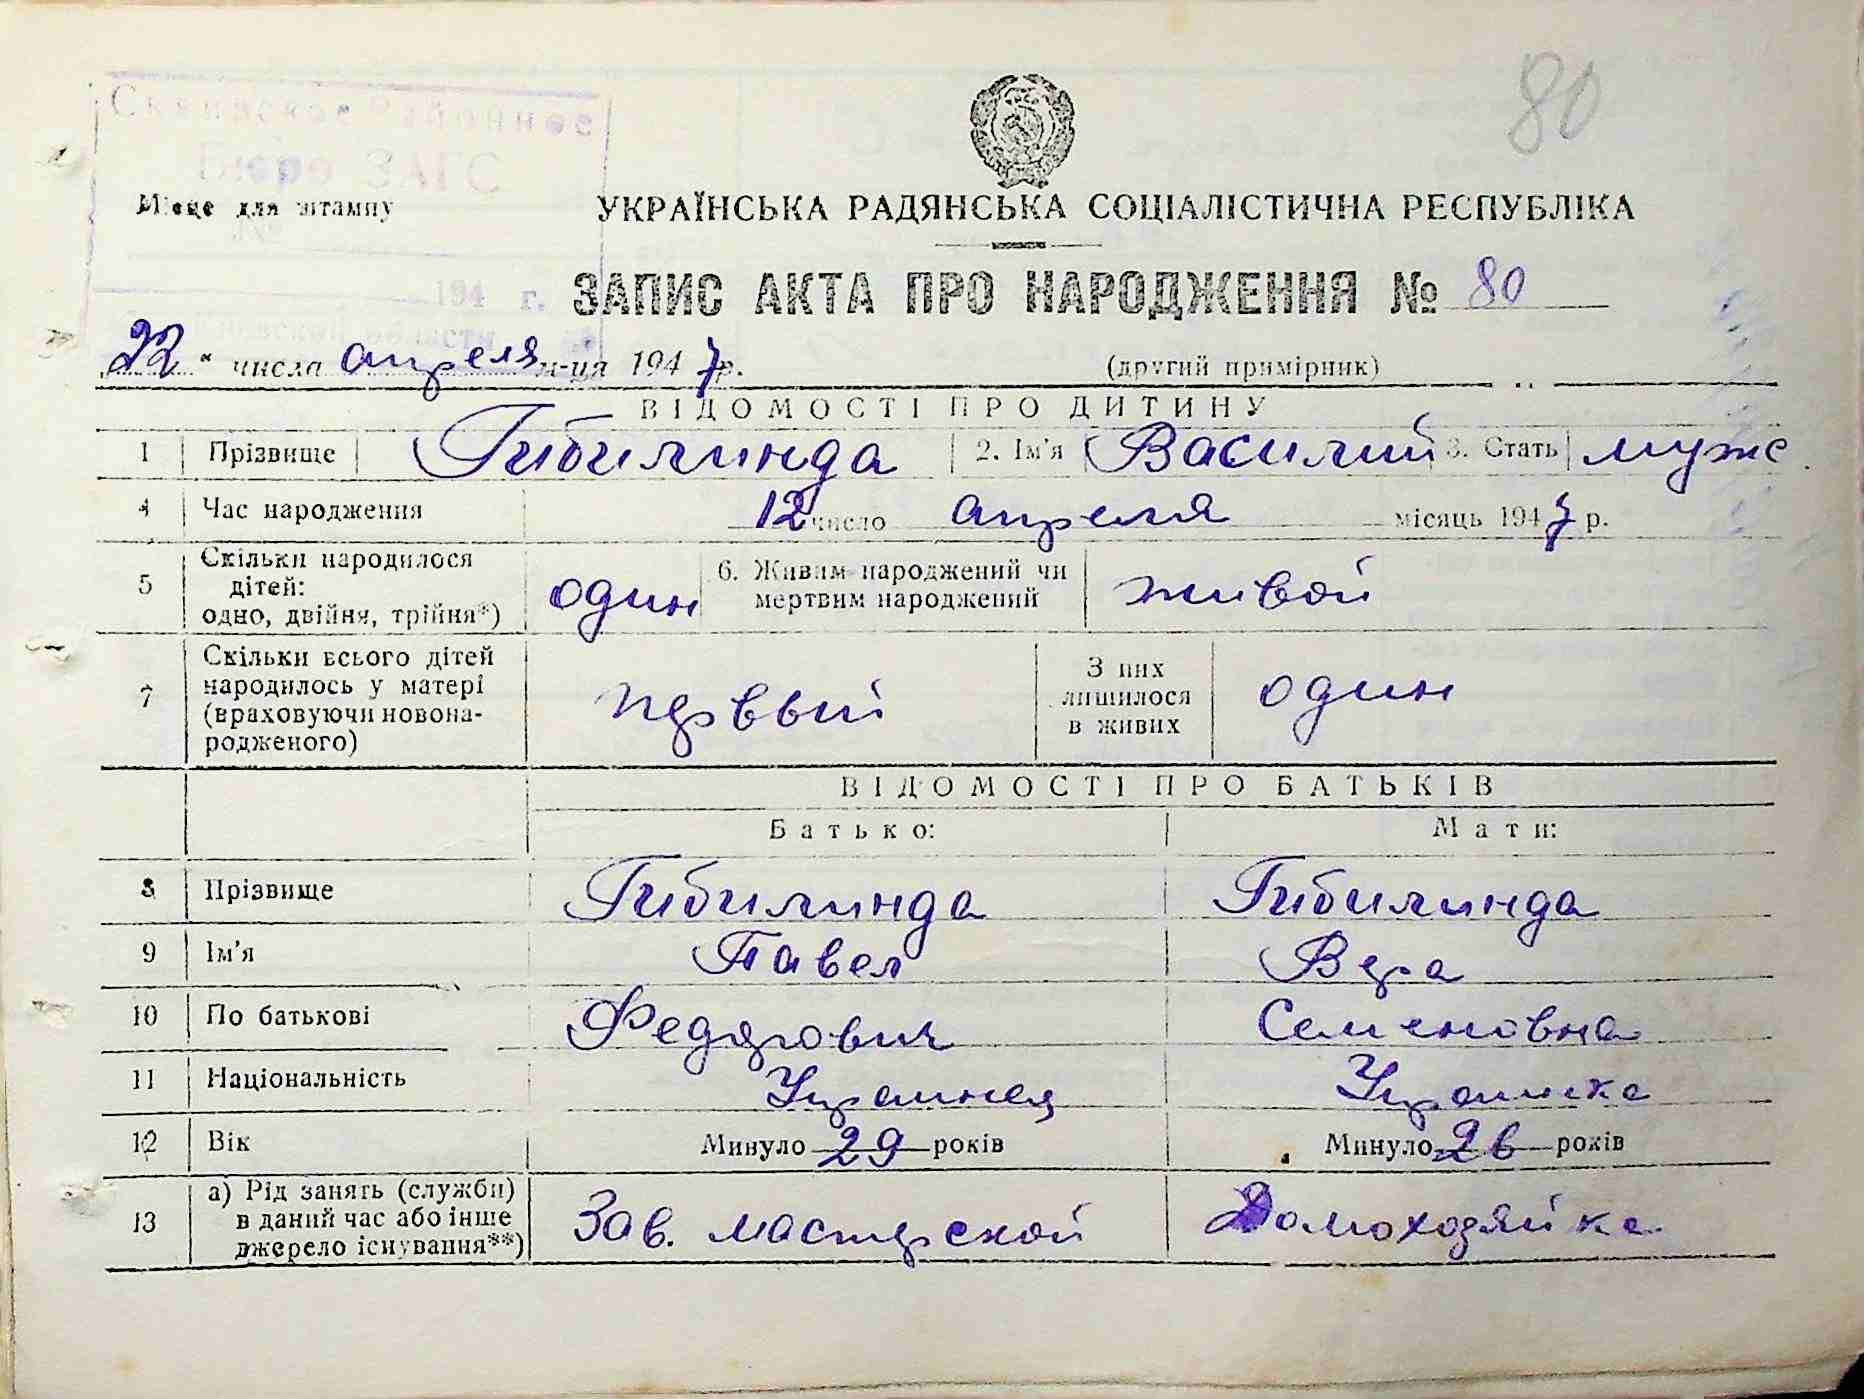 80
Районное
Бюро ЗАГС
Місце для штампу
УКРАЇНСЬКА РАДЯНСЬКА СОЦІАЛІСТИЧНА РЕСПУБЛІКА
194 г.
ЗАПИС АКТА ПРО НАРОДЖЕННЯ № 80
области
22 " числа апреля м-ця 1947 р.
(другий примірник)
ВІДОМОСТІ ПРО ДИТИНУ
1 Прізвище Гибилинда 2. Ім'я Василий 3. Стать муж.
4 Час народження 12 число апреля місяць 1947 р.
5 Скільки народилося дітей: одно, двійня, трійня*) один 6. Живим народжений чи мертвим народжений живой
7 Скільки всього дітей народилось у матері (враховуючи новонародженого) первый З них лишилося в живих один
ВІДОМОСТІ ПРО БАТЬКІВ
Батько: Мати:
8 Прізвище Гибилинда Гибилинда
9 Ім'я Павел Вера
10 По батькові Федорович Семеновна
11 Національність Украинец Украинка
12 Вік Минуло 29 років Минуло 26 років
13 а) Рід занять (служби) в даний час або інше джерело існування**) Зав. мастерской Домохозяйка